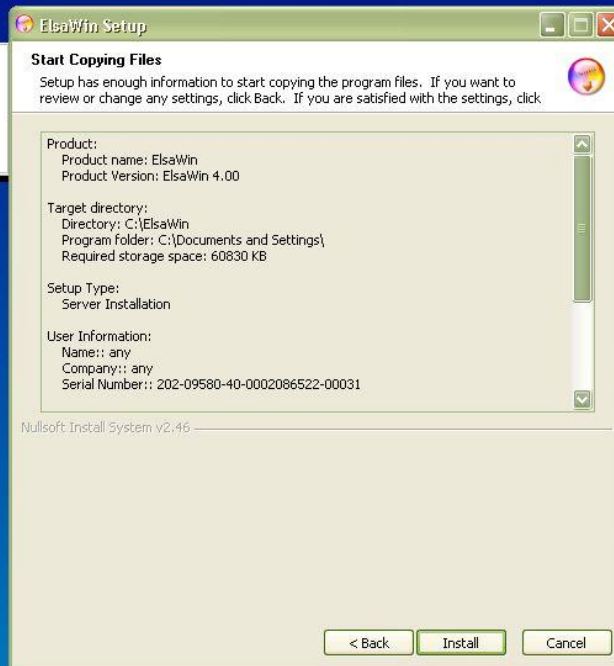 ElsaWin Setup
Start Copying Files
Setup has enough information to start copying the program files. If you want to
review or change any settings, click Back. If you are satisfied with the settings, click
Product:
Product name: ElsaWin
Product Version: ElsaWin 4.00
Target directory:
Directory: C:\ElsaWin
Program folder: C:\Documents and Settings\
Required storage space: 60830 KB
Setup Type:
Server Installation
User Information:
Name:: any
Company:: any
Serial Number:: 202-09580-40-0002086522-00031
Nullsoft Install System v2.46
< Back
Install
Cancel